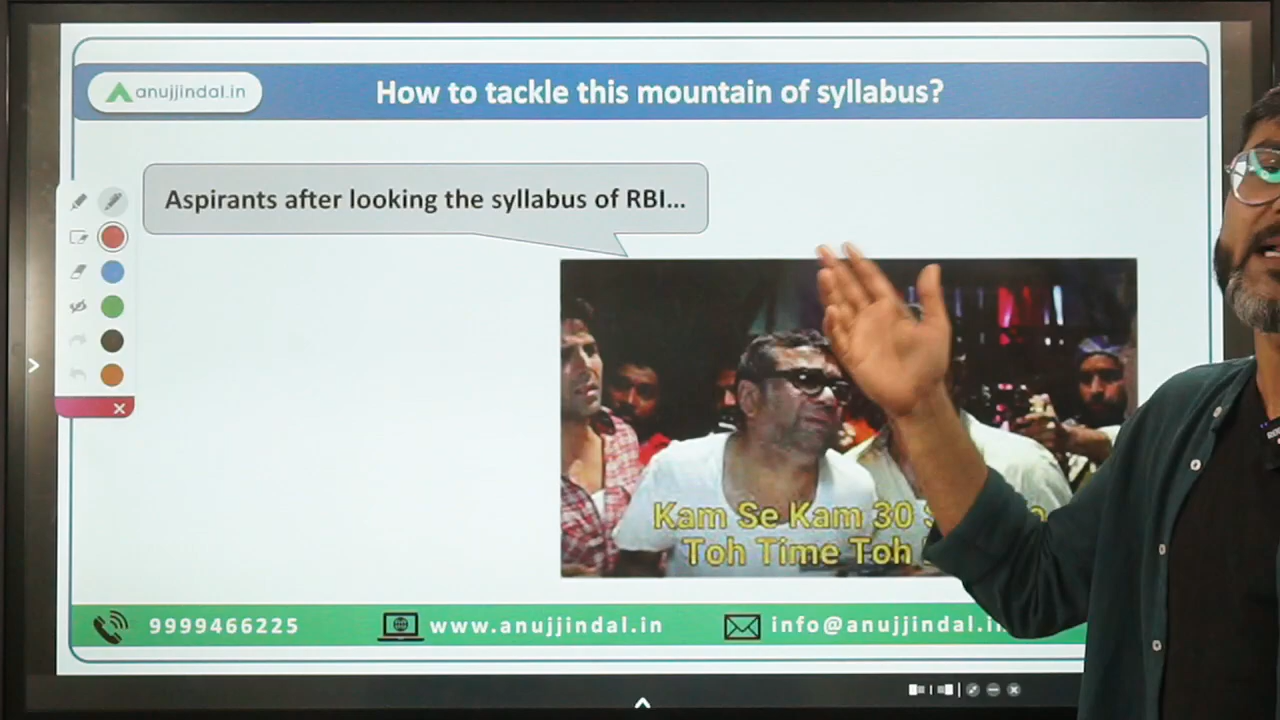 anujjindal.in
How to tackle this mountain of syllabus?
Aspirants after looking the syllabus of RBI...
Kam Se Kam 30
Toh Time Toh
9999466225
www.anujjindal.in
info@anujjindal.i